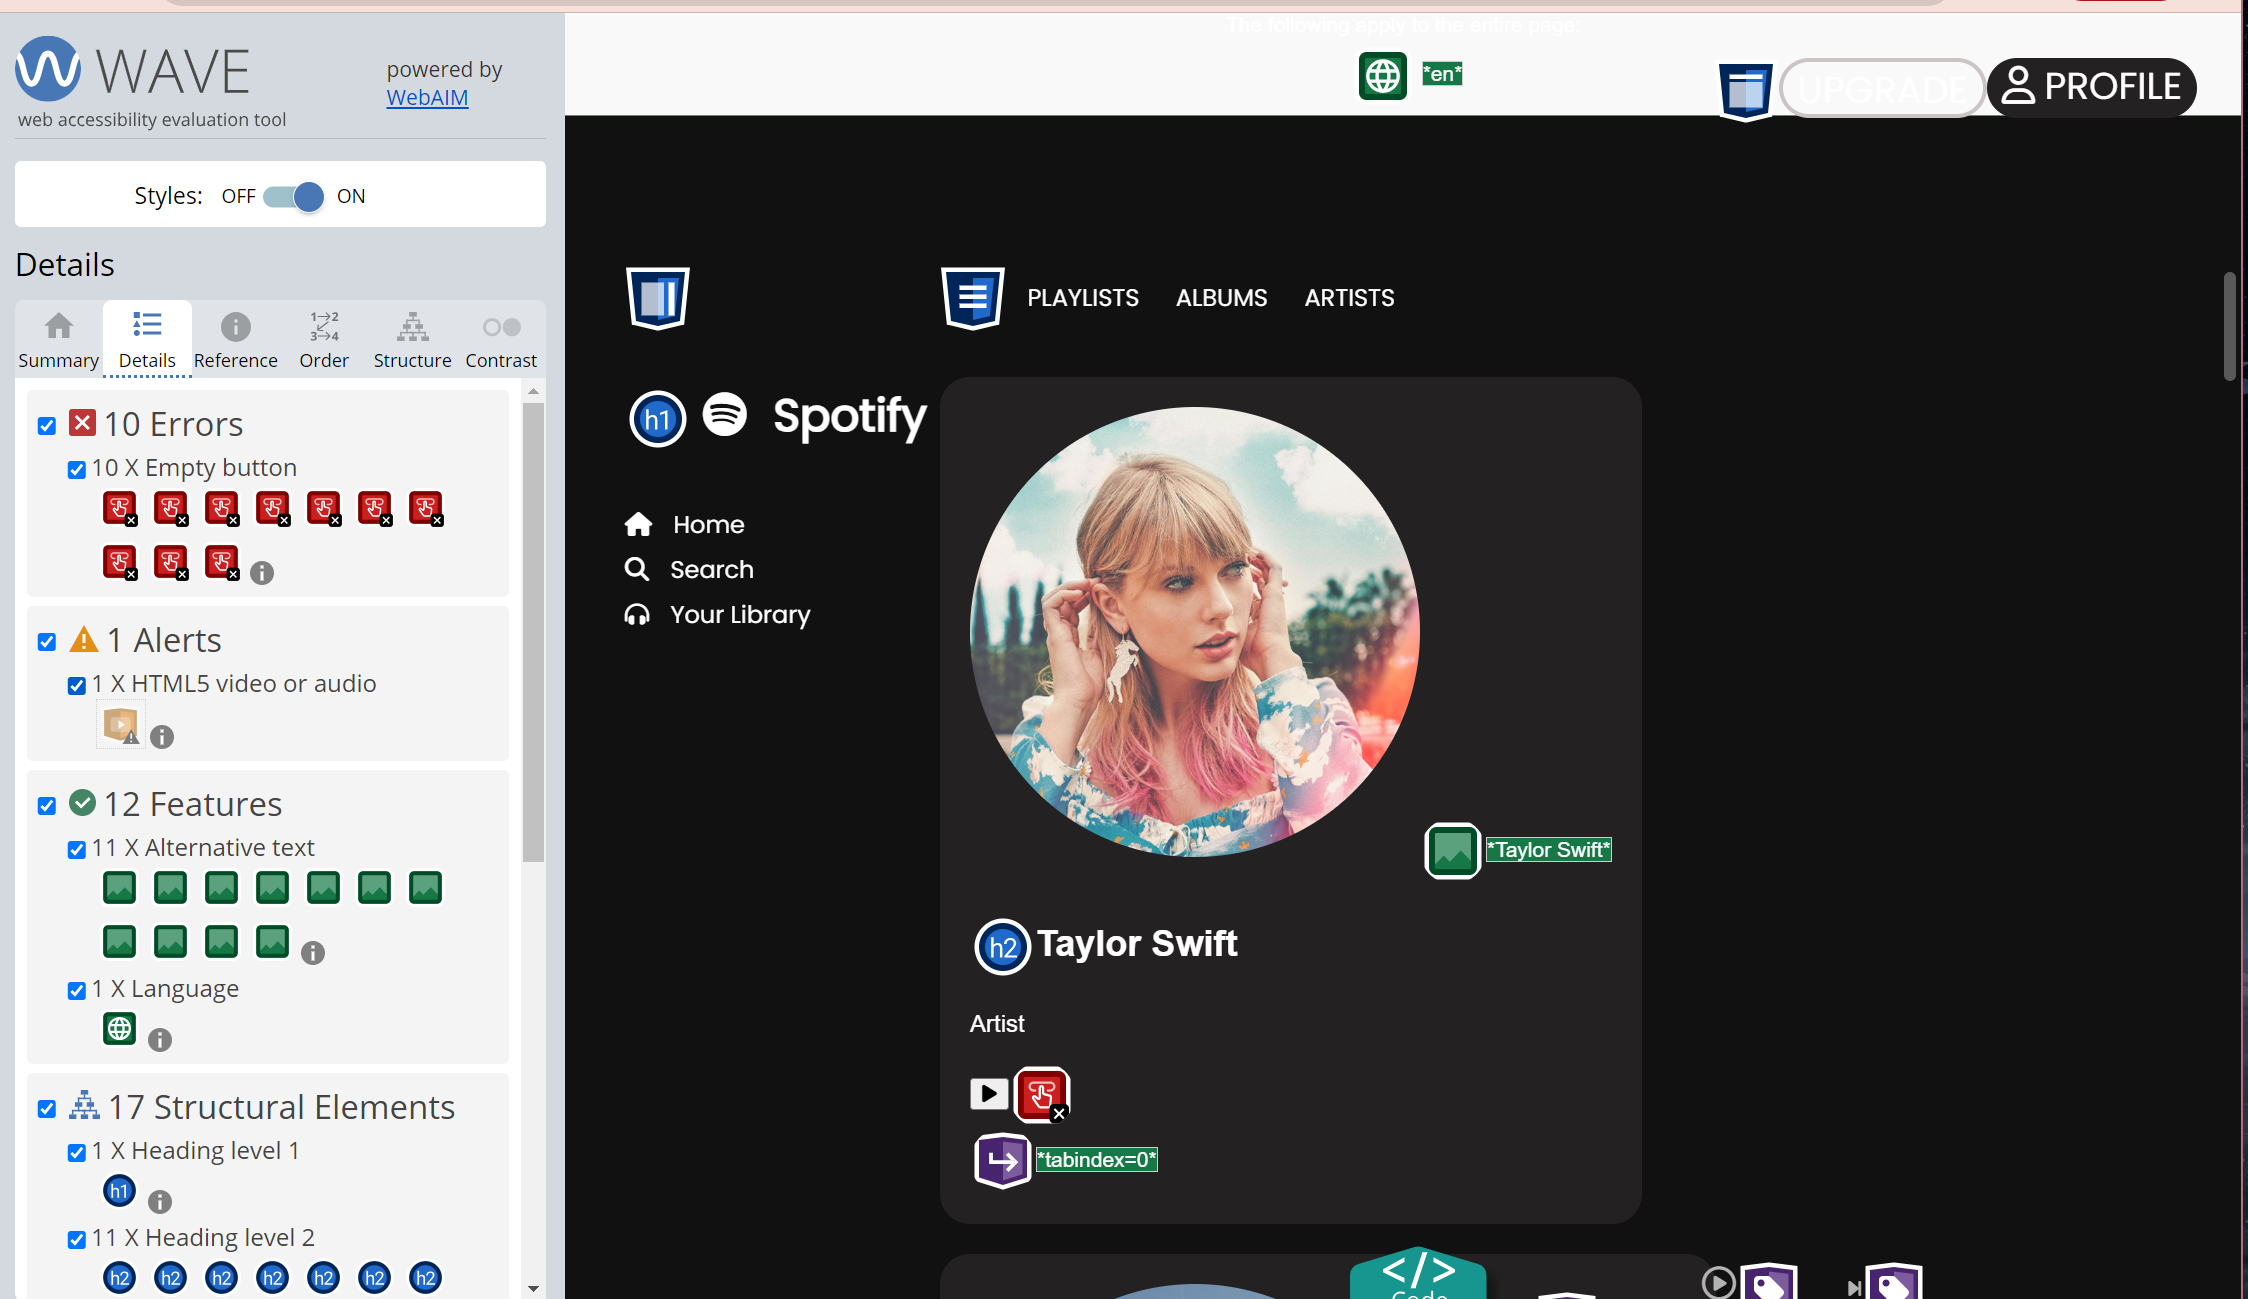 WAVE
powered by
WebAIM
web accessibility evaluation tool
Styles: OFF ON
Details
Summary Details Reference Order Structure Contrast
10 Errors
10 X Empty button
1 Alerts
1 X HTML5 video or audio
12 Features
11 X Alternative text
1 X Language
17 Structural Elements
1 X Heading level 1
h1
11 X Heading level 2
h2 h2 h2 h2 h2 h2 h2
The following apply to the entire page:
*en*
UPGRADE
PROFILE
PLAYLISTS ALBUMS ARTISTS
h1 Spotify
Home
Search
Your Library
*Taylor Swift*
h2 Taylor Swift
Artist
*tabindex=0*
</> Code